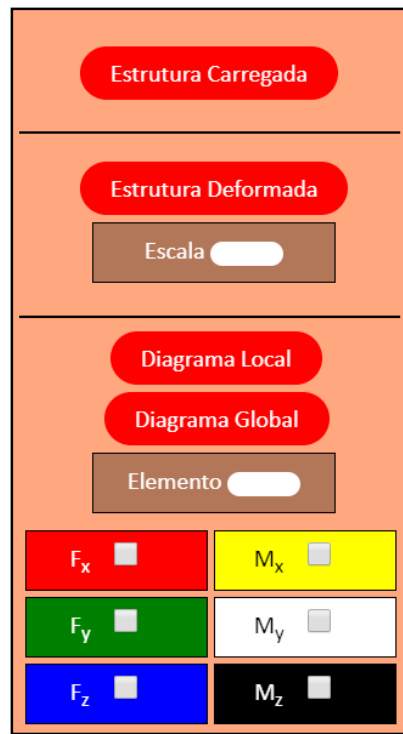 Estrutura Carregada
Estrutura Deformada
Escala
Diagrama Local
Diagrama Global
Elemento
Fx Mx
Fy My
Fz Mz